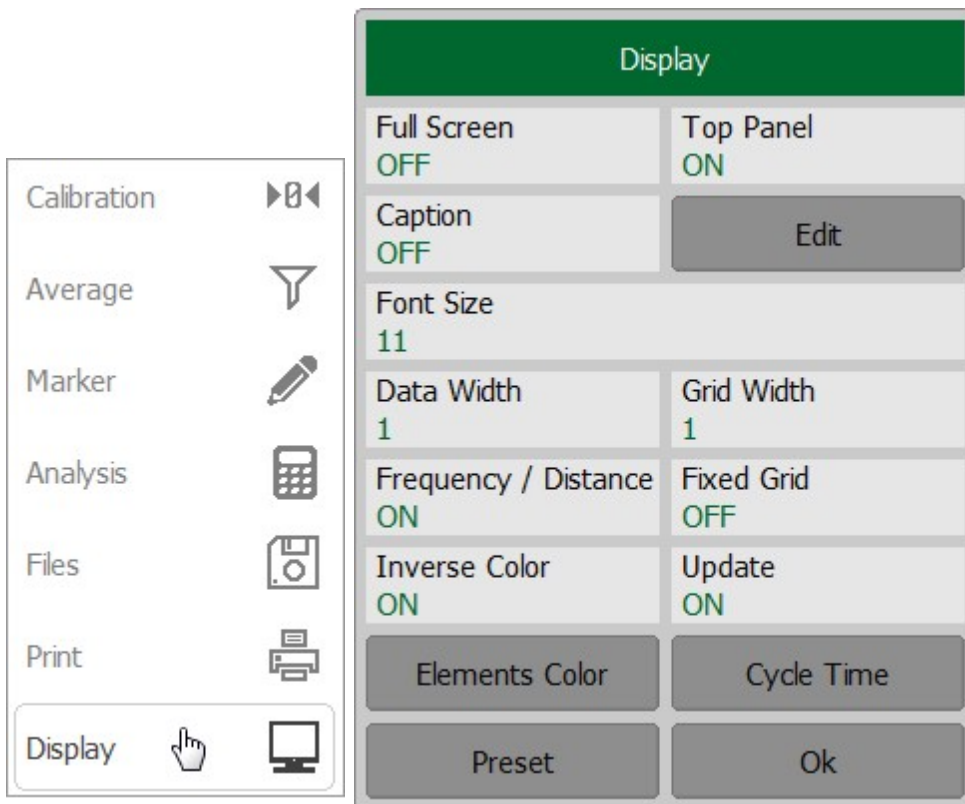 Calibration
0
Average
Marker
Analysis
Files
Print
Display
Display
Full Screen
OFF
Top Panel
ON
Caption
OFF
Edit
Font Size
11
Data Width
1
Grid Width
1
Frequency / Distance
ON
Fixed Grid
OFF
Inverse Color
ON
Update
ON
Elements Color
Cycle Time
Preset
Ok